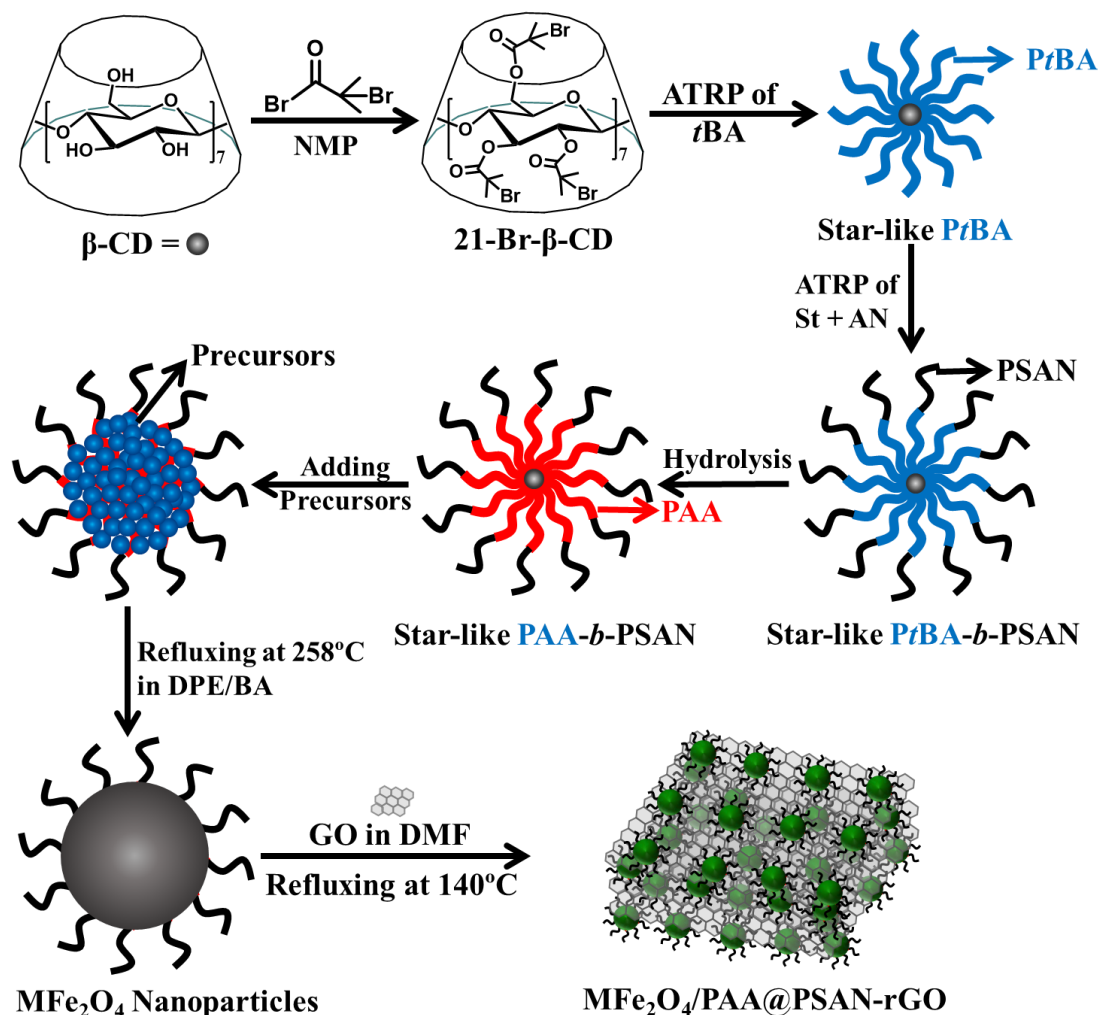 OH
O
O
HO
OH
7
β-CD =
O
Br
Br
NMP
Br
O
O
O
O
O
O
O
O
Br
Br
7
21-Br-β-CD
ATRP of
tBA
PtBA
Star-like PtBA
ATRP of
St + AN
PSAN
Star-like PtBA-b-PSAN
Hydrolysis
PAA
Star-like PAA-b-PSAN
Adding
Precursors
Precursors
Refluxing at 258°C
in DPE/BA
MFe₂O₄ Nanoparticles
GO in DMF
Refluxing at 140°C
MFe₂O₄/PAA@PSAN-rGO